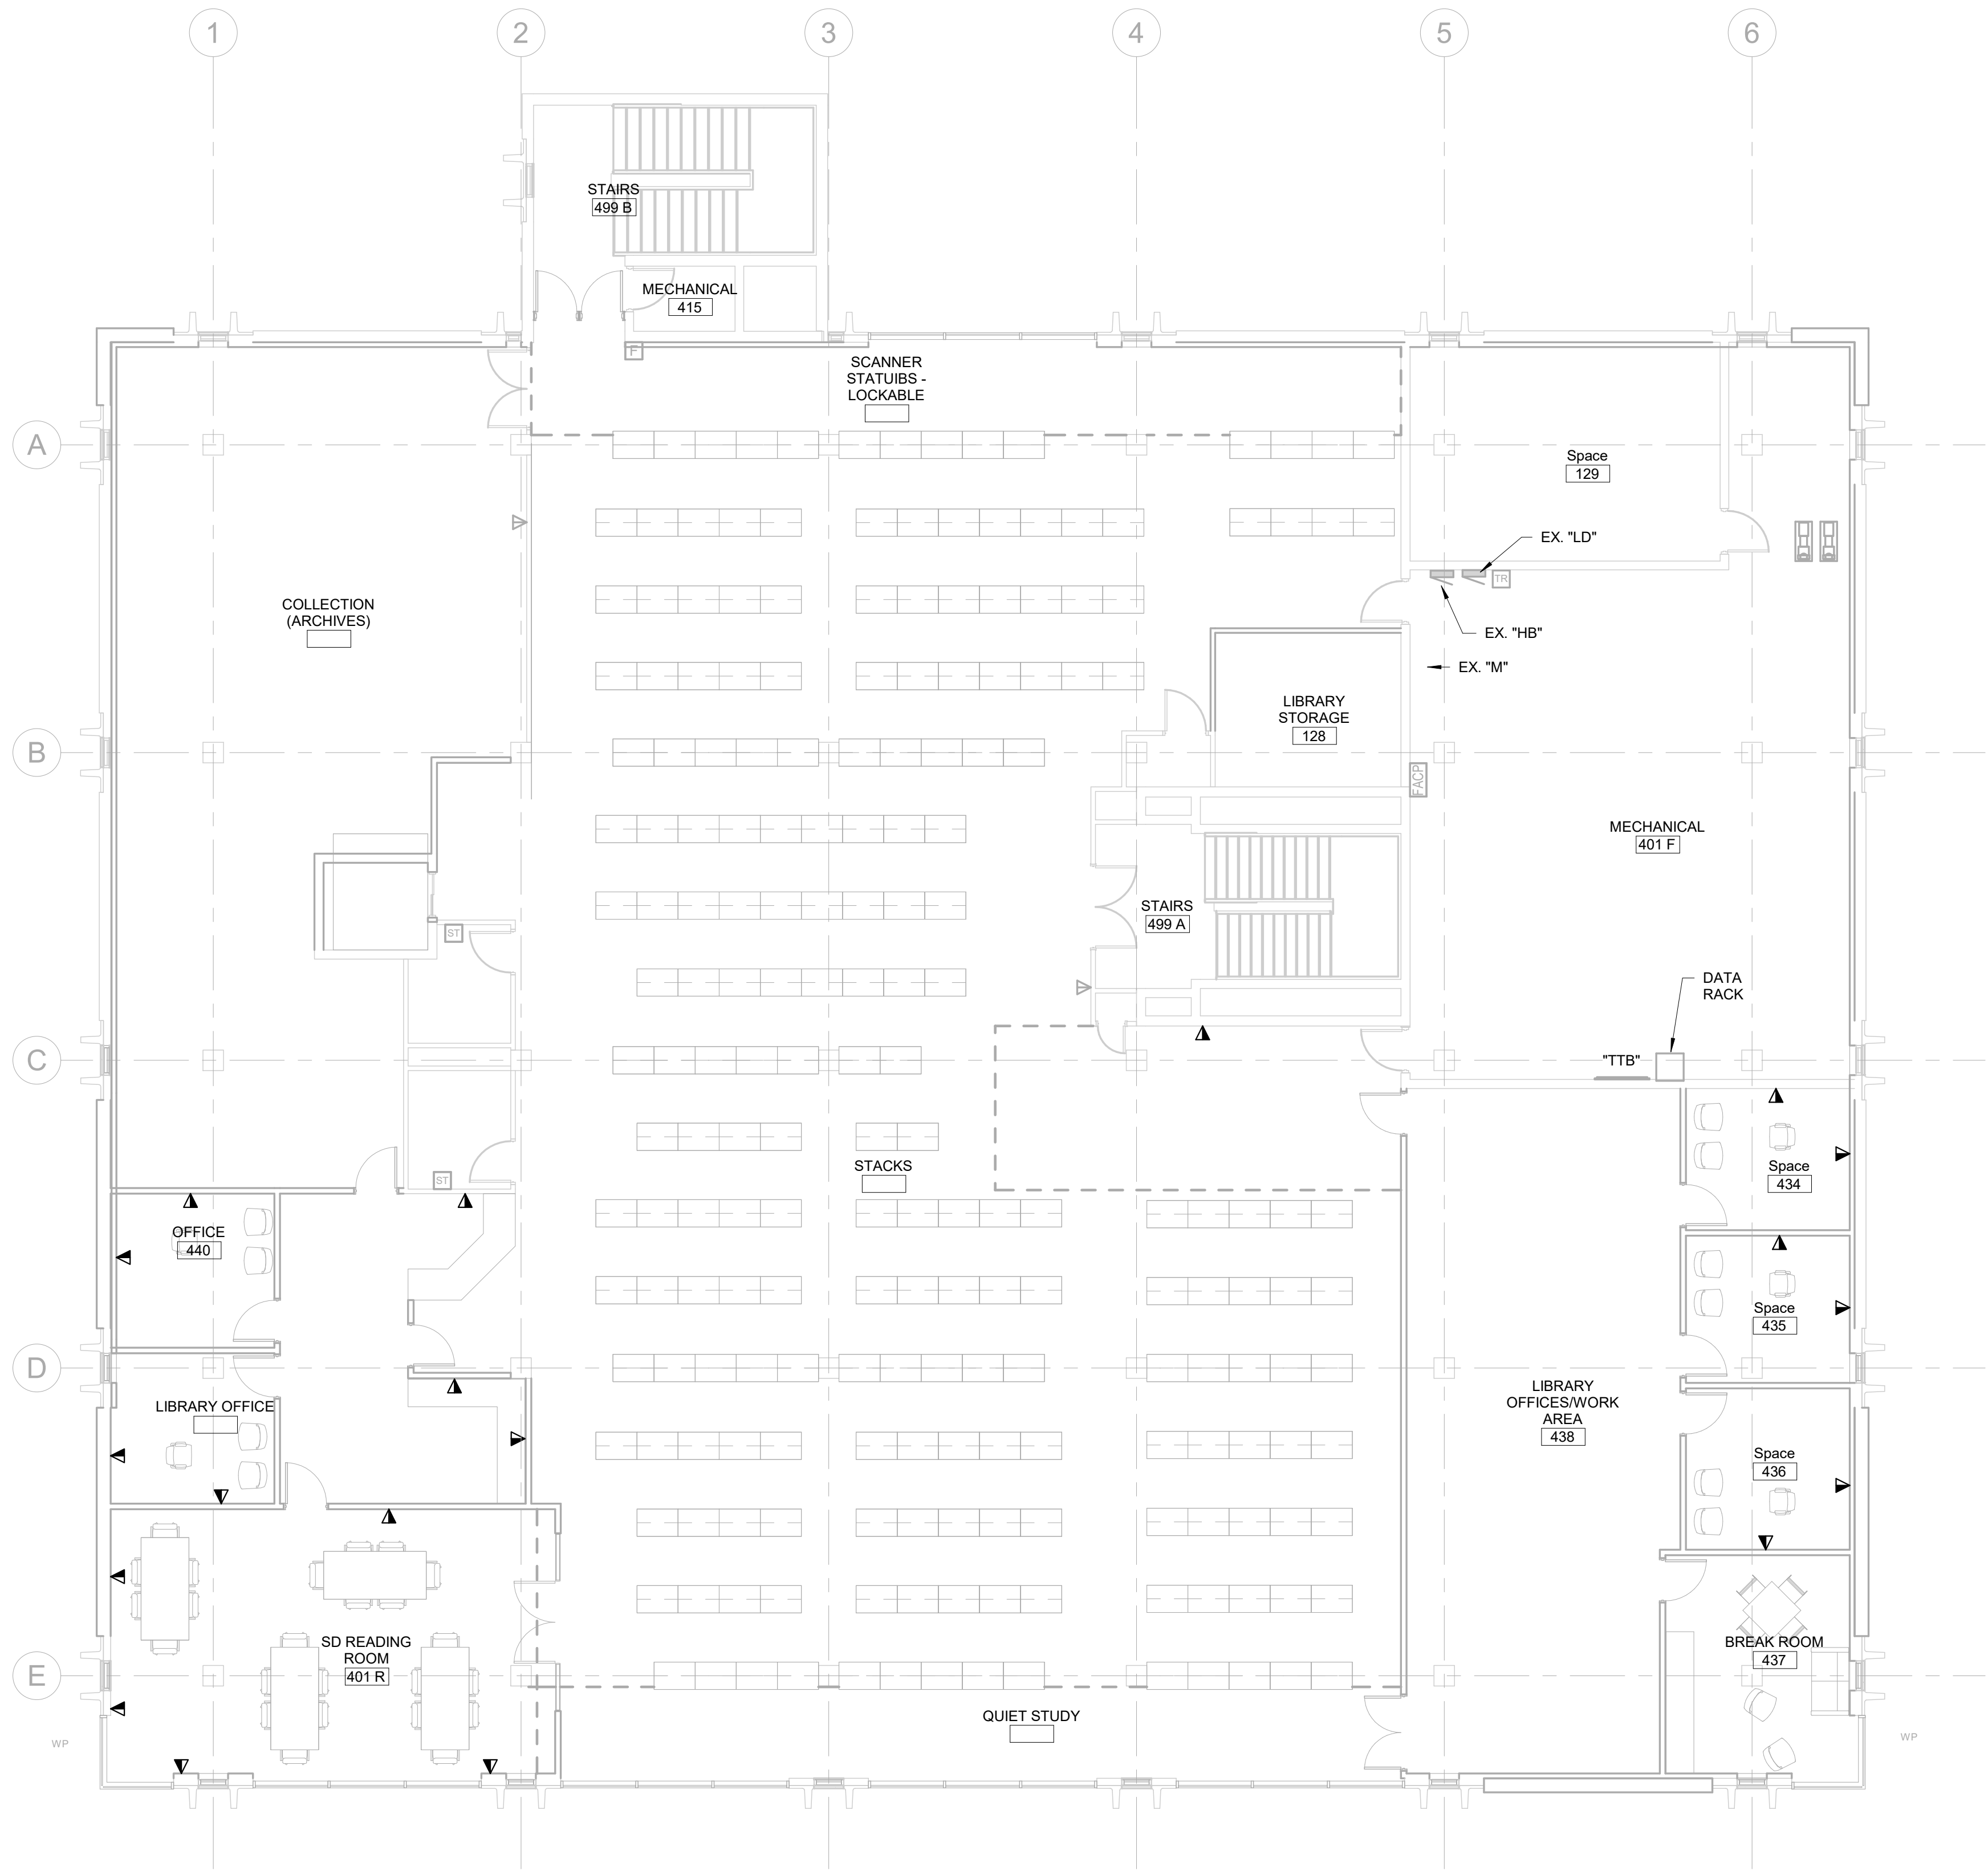 1 2 3 4 5 6
STAIRS
499 B
MECHANICAL
415
F
SCANNER
STATUIBS -
LOCKABLE
A
Space
129
EX. "LD"
TR
COLLECTION
(ARCHIVES)
EX. "HB"
EX. "M"
LIBRARY
STORAGE
128
B
FACP
MECHANICAL
401 F
STAIRS
499 A
ST
DATA
RACK
C
"TTB"
STACKS
Space
434
ST
OFFICE
440
Space
435
D
LIBRARY OFFICE
LIBRARY
OFFICES/WORK
AREA
438
Space
436
SD READING
ROOM
401 R
BREAK ROOM
437
E
QUIET STUDY
WP
WP